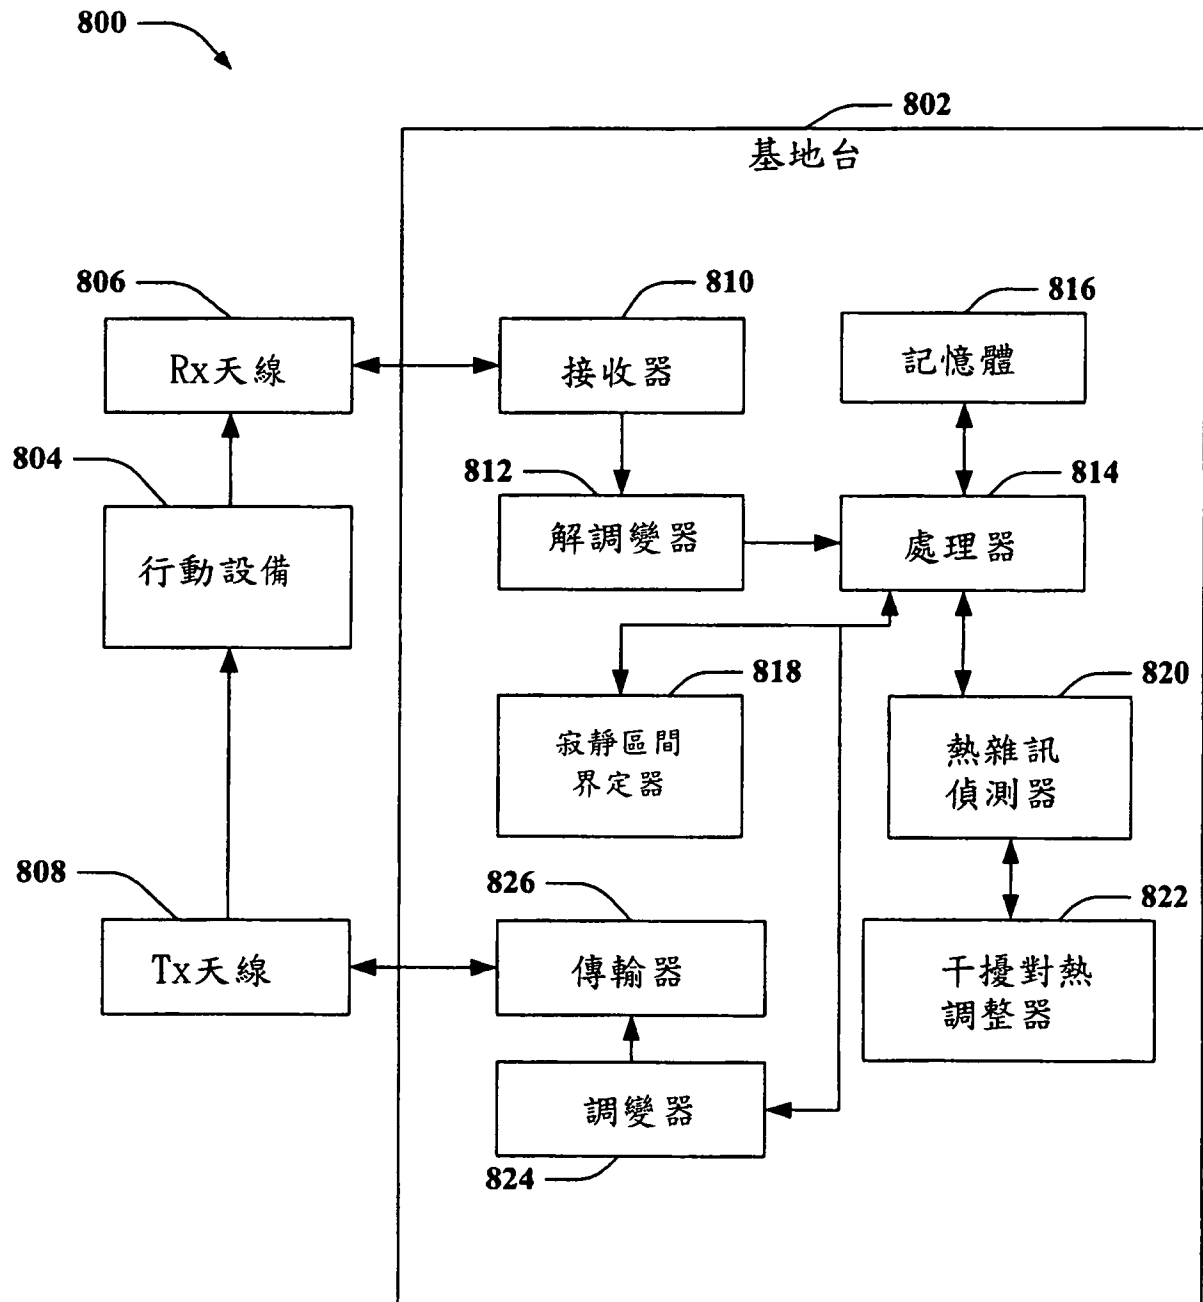 800
802
基地台
806
810
816
Rx天線
接收器
記憶體
804
812
814
行動設備
解調變器
處理器
818
820
寂靜區間
界定器
熱雜訊
偵測器
808
826
822
Tx天線
傳輸器
干擾對熱
調整器
調變器
824